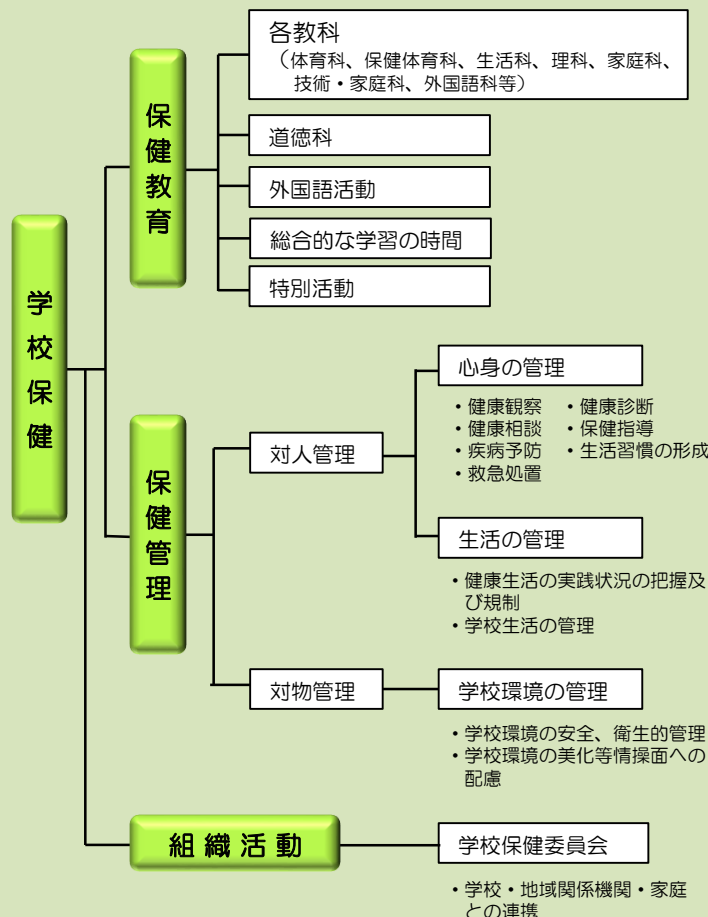 学校保健
保健教育
各教科
（体育科、保健体育科、生活科、理科、家庭科、
技術・家庭科、外国語科等）
道徳科
外国語活動
総合的な学習の時間
特別活動
保健管理
対人管理
心身の管理
・健康観察 ・健康診断
・健康相談 ・保健指導
・疾病予防 ・生活習慣の形成
・救急処置
生活の管理
・健康生活の実践状況の把握及
び規制
・学校生活の管理
対物管理
学校環境の管理
・学校環境の安全、衛生的管理
・学校環境の美化等情操面への
配慮
組織活動
学校保健委員会
・学校・地域関係機関・家庭
との連携